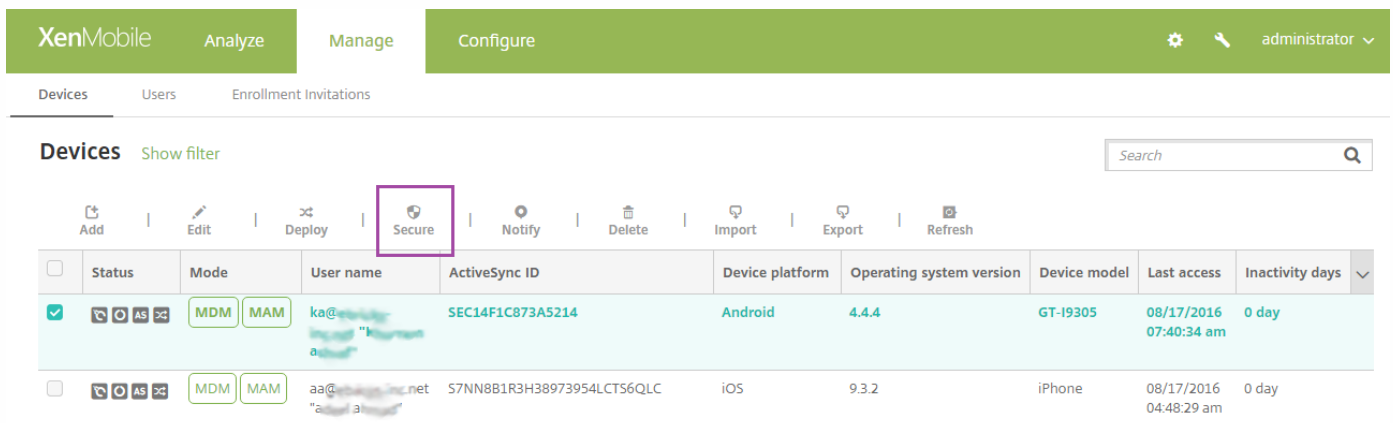 XenMobile Analyze Manage Configure administrator
Devices Users Enrollment Invitations
Devices Show filter Search
Add | Edit | Deploy | Secure | Notify | Delete | Import | Export | Refresh
Status Mode User name ActiveSync ID Device platform Operating system version Device model Last access Inactivity days
AS MDM MAM ka@ SEC14F1C873A5214 Android 4.4.4 GT-I9305 08/17/2016 0 day
07:40:34 am
AS MDM MAM aa@ .net S7NN8B1R3H38973954LCTS6QLC iOS 9.3.2 iPhone 08/17/2016 0 day
04:48:29 am